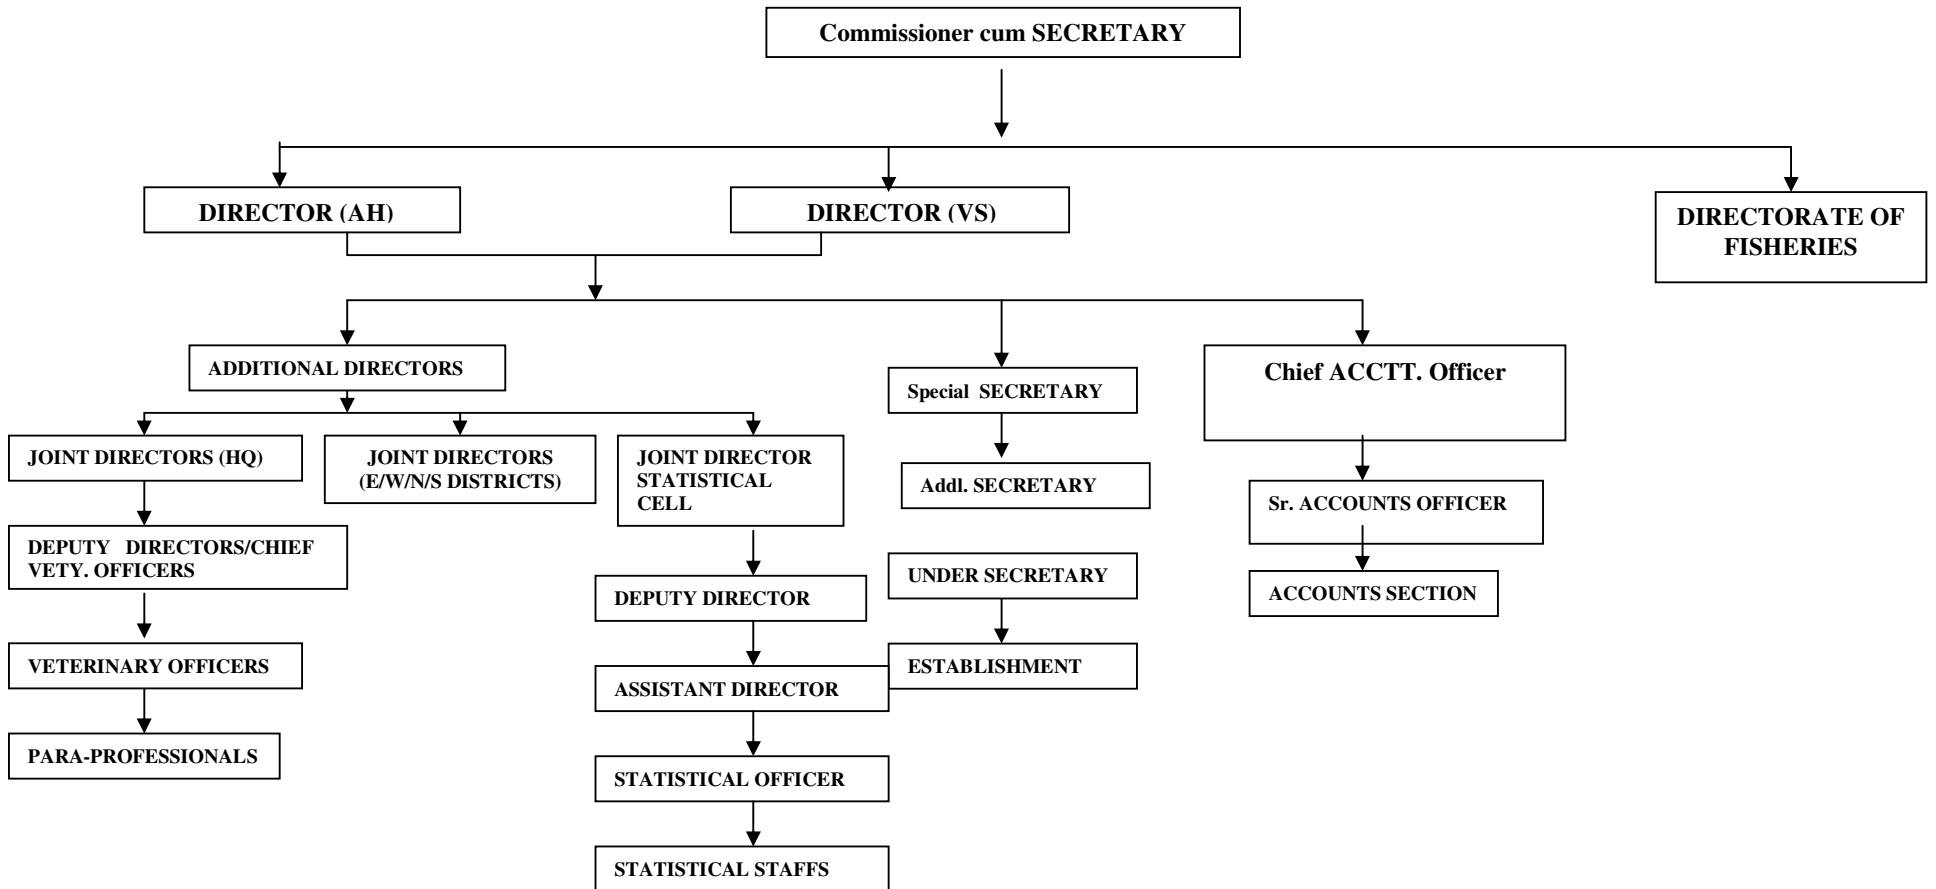 Commissioner cum SECRETARY
DIRECTOR (AH)
DIRECTOR (VS)
DIRECTORATE OF
FISHERIES
ADDITIONAL DIRECTORS
Special SECRETARY
Chief ACCTT. Officer
JOINT DIRECTORS (HQ)
JOINT DIRECTORS
(E/W/N/S DISTRICTS)
JOINT DIRECTOR
STATISTICAL
CELL
Addl. SECRETARY
Sr. ACCOUNTS OFFICER
DEPUTY DIRECTORS/CHIEF
VETY. OFFICERS
DEPUTY DIRECTOR
UNDER SECRETARY
ACCOUNTS SECTION
VETERINARY OFFICERS
ASSISTANT DIRECTOR
ESTABLISHMENT
PARA-PROFESSIONALS
STATISTICAL OFFICER
STATISTICAL STAFFS